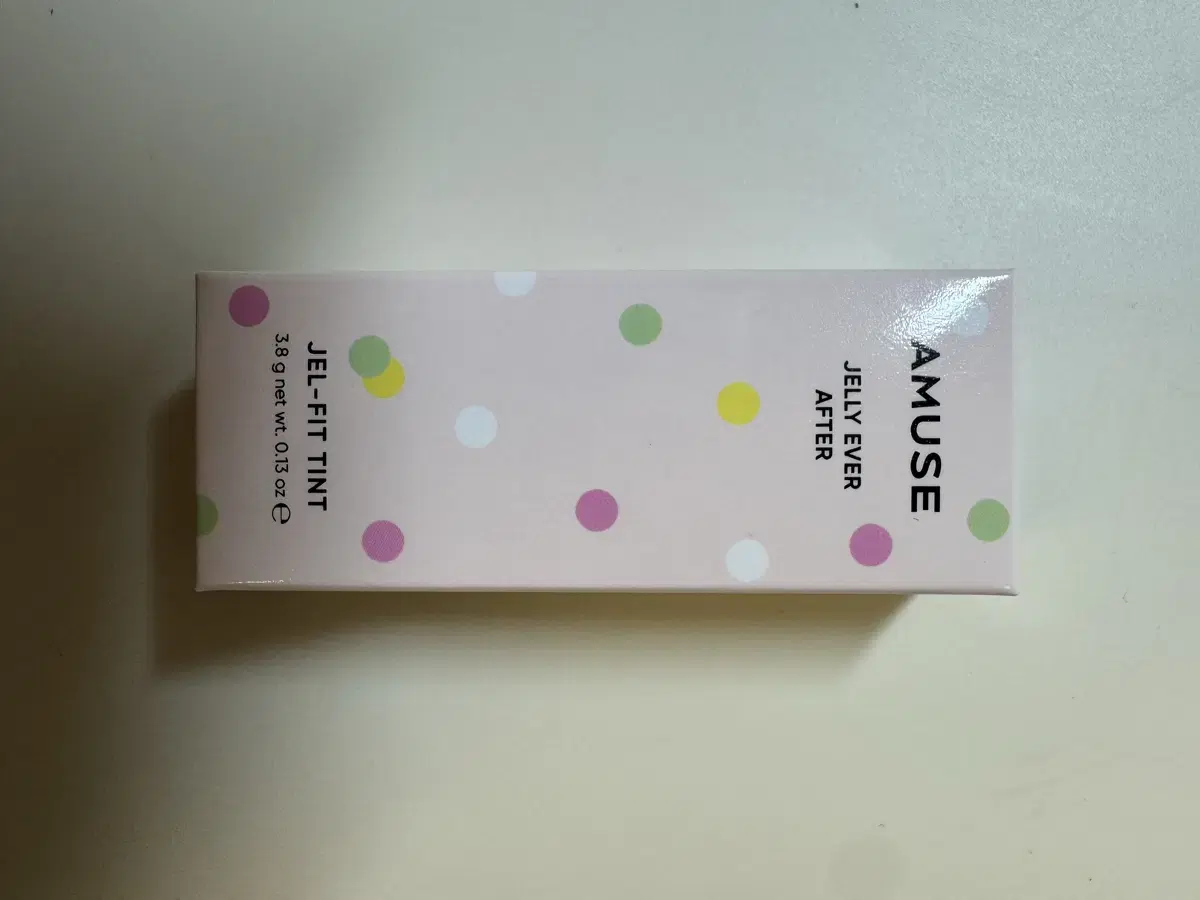 AMUSE
JELLY EVER
AFTER
JEL-FIT TINT
3.8 g net wt. 0.13 oz ℮